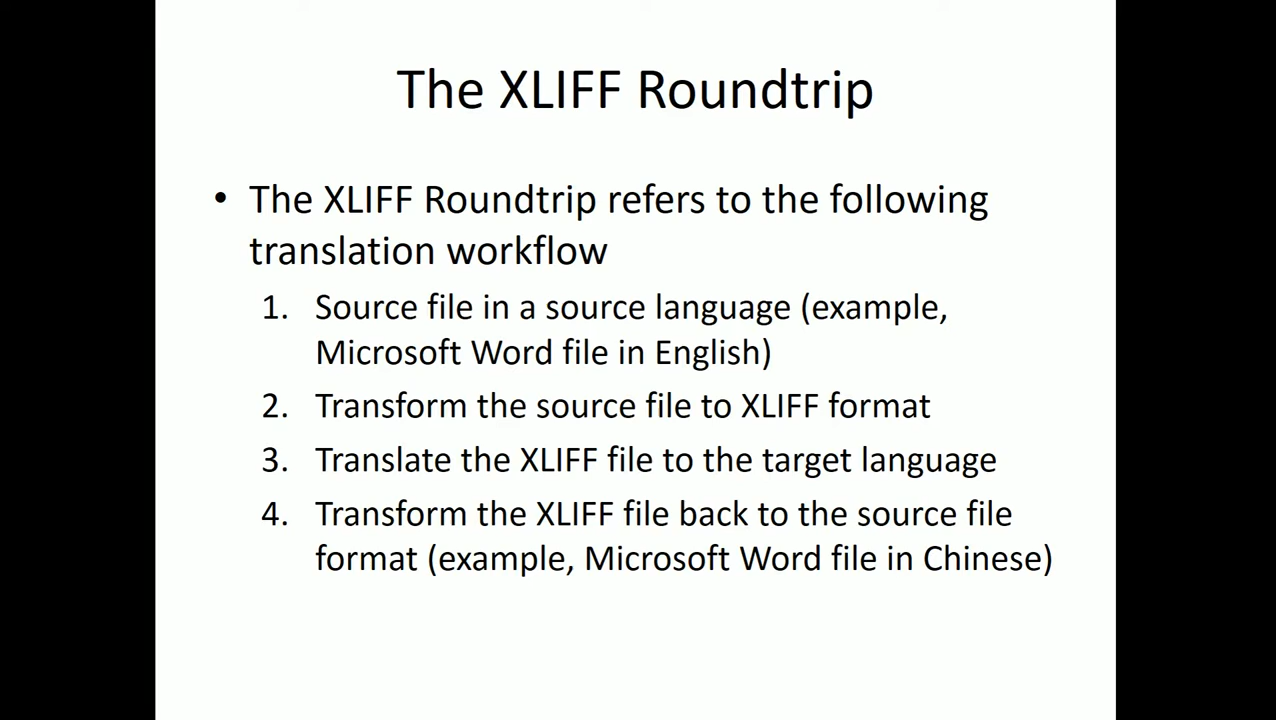 The XLIFF Roundtrip
• The XLIFF Roundtrip refers to the following
translation workflow
1. Source file in a source language (example,
Microsoft Word file in English)
2. Transform the source file to XLIFF format
3. Translate the XLIFF file to the target language
4. Transform the XLIFF file back to the source file
format (example, Microsoft Word file in Chinese)